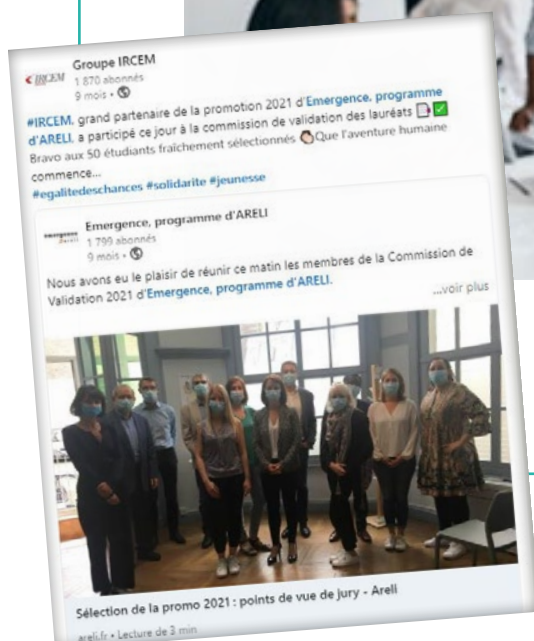 Groupe IRCEM
IRCEM
1 870 abonnés
9 mois •
#IRCEM, grand partenaire de la promotion 2021 d'Emergence, programme
d'ARELI, a participé ce jour à la commission de validation des lauréats 📑✅
Bravo aux 50 étudiants fraîchement sélectionnés 👏Que l'aventure humaine
commence...
#egalitedeschances #solidarite #jeunesse
Emergence, programme d'ARELI
emergence
areli
1 799 abonnés
9 mois •
Nous avons eu le plaisir de réunir ce matin les membres de la Commission de
Validation 2021 d'Emergence, programme d'ARELI.
...voir plus
Sélection de la promo 2021 : points de vue de jury - Areli
areli.fr • Lecture de 3 min